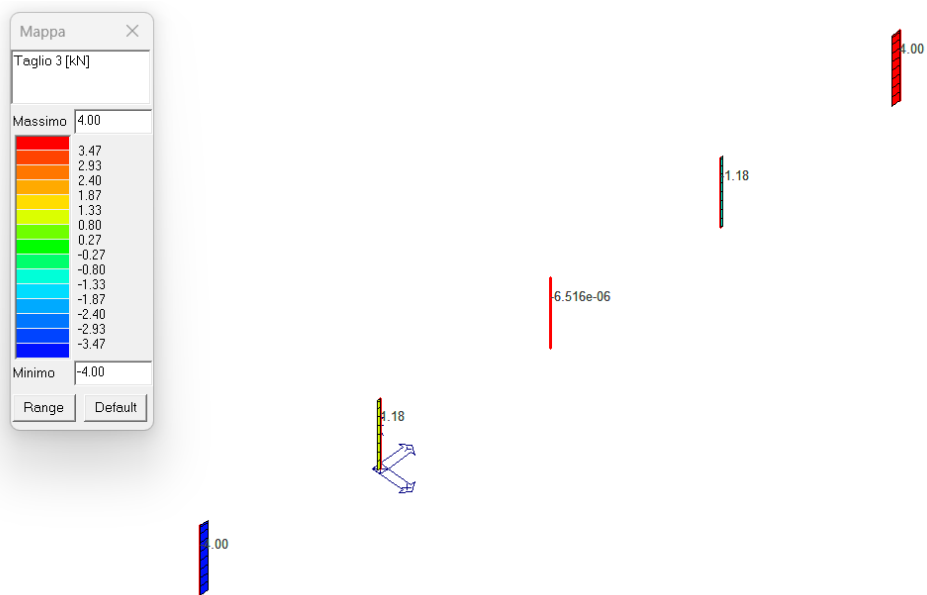 Mappa
Taglio 3 [kN]
Massimo
4.00
3.47
2.93
2.40
1.87
1.33
0.80
0.27
-0.27
-0.80
-1.33
-1.87
-2.40
-2.93
-3.47
Minimo
-4.00
Range
Default
4.00
1.18
-6.516e-06
1.18
4.00